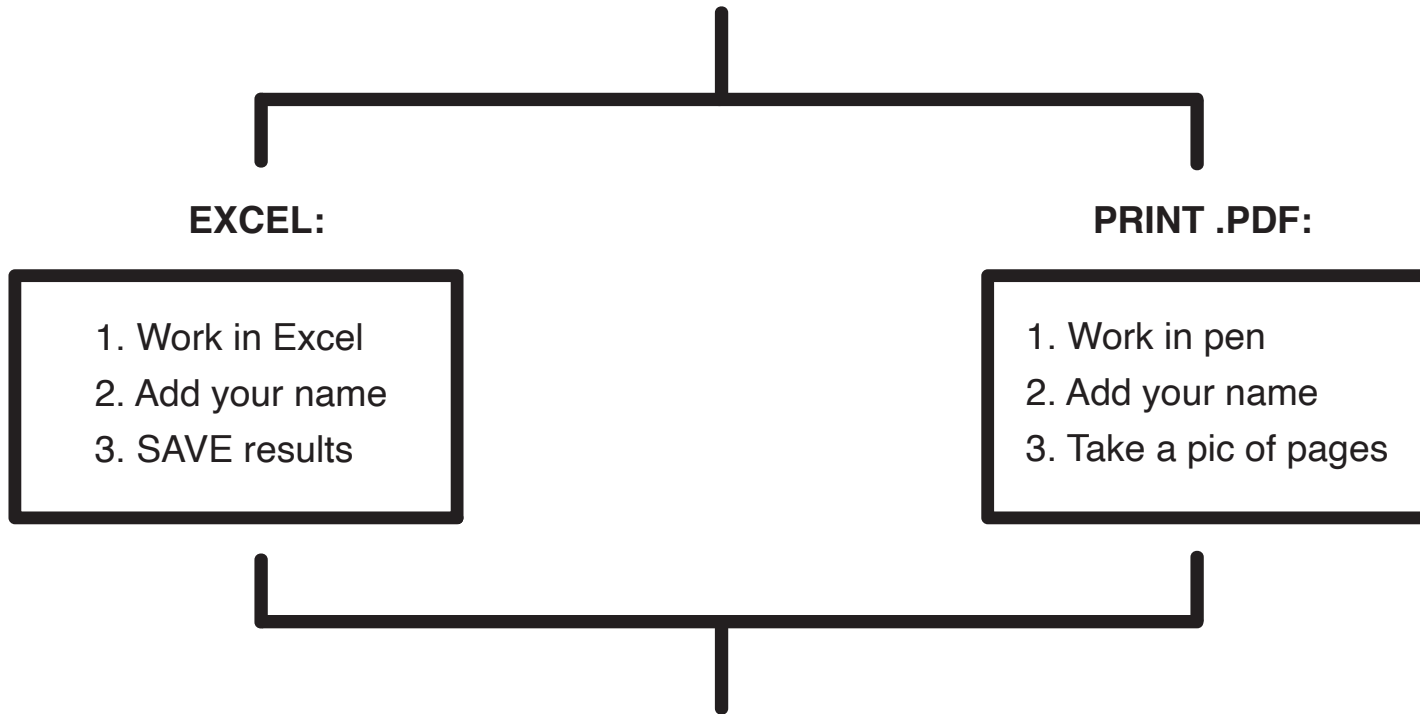 EXCEL:
1. Work in Excel
2. Add your name
3. SAVE results
PRINT .PDF:
1. Work in pen
2. Add your name
3. Take a pic of pages